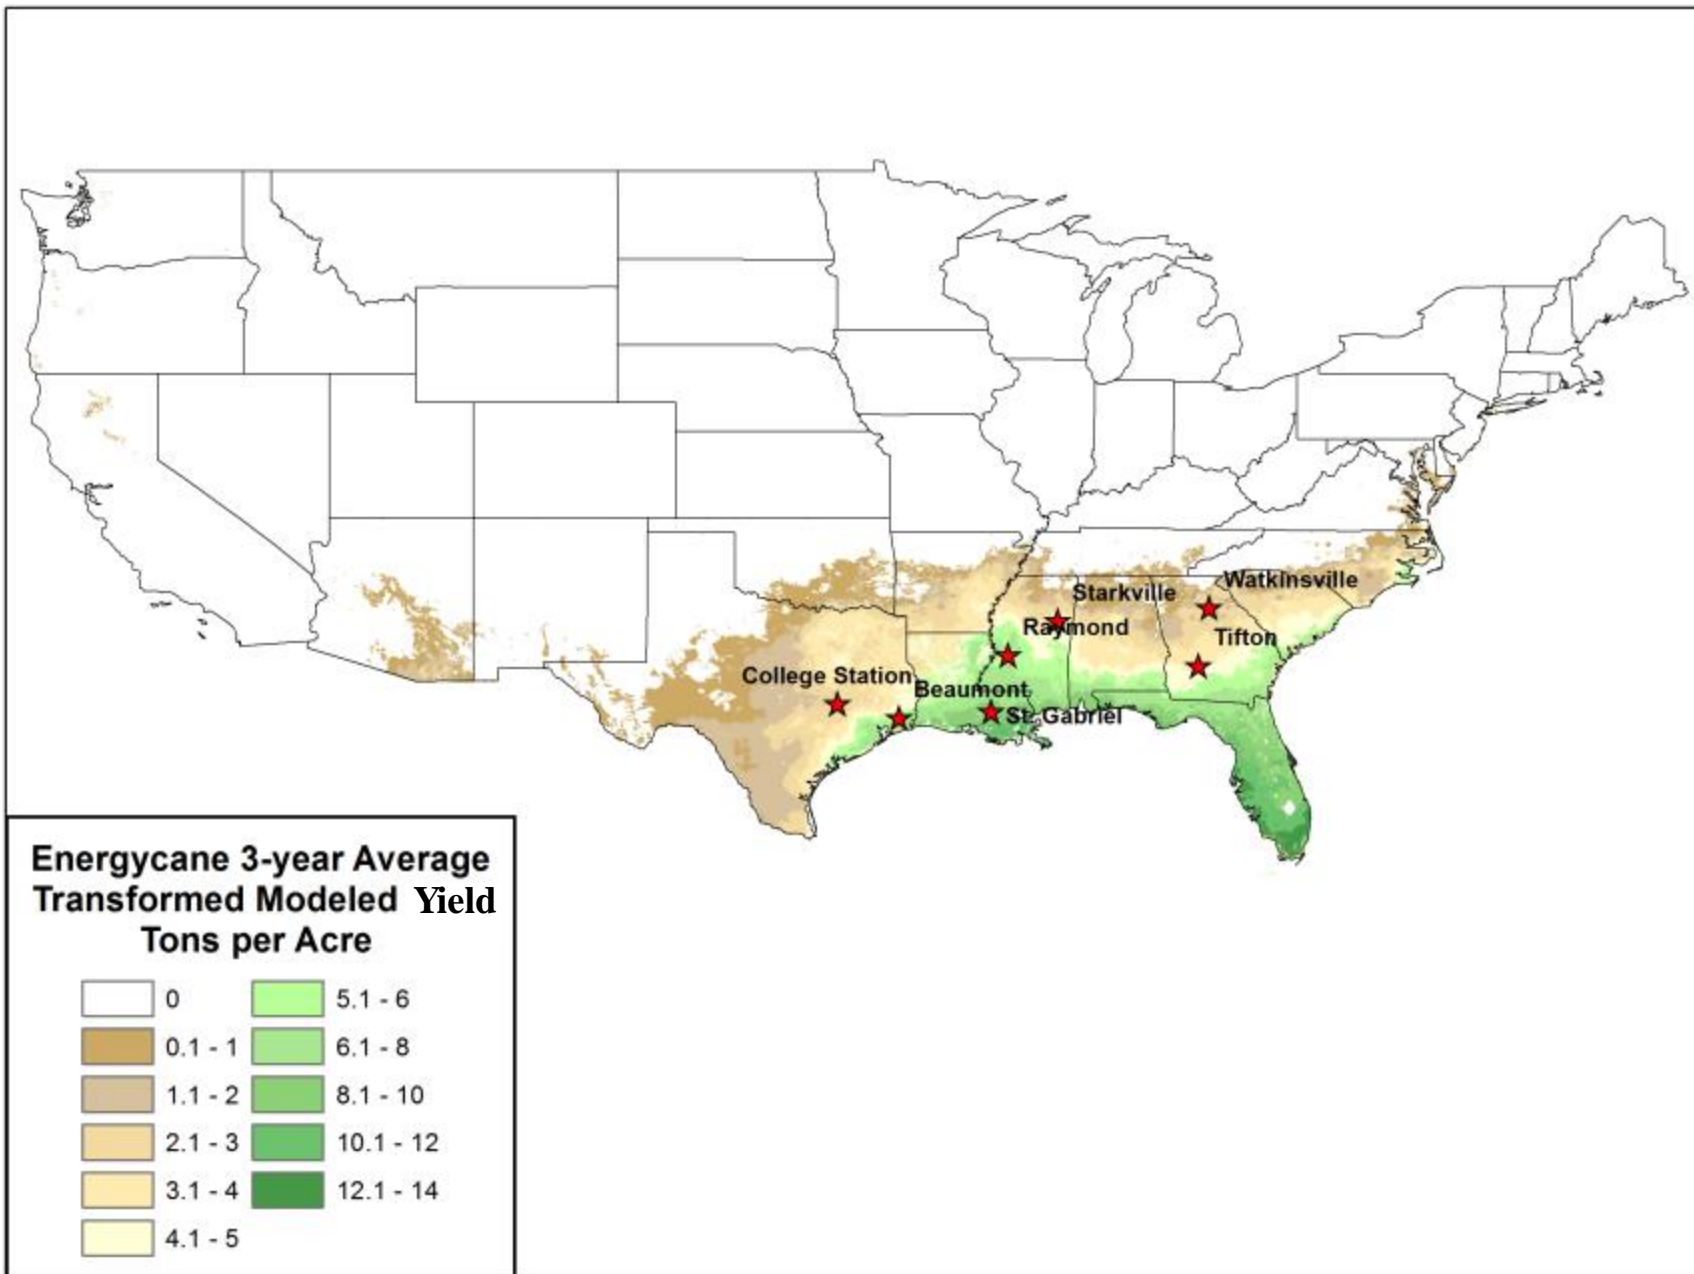 Watkinsville
Starkville
Raymond
Tifton
College Station
Beaumont
St. Gabriel
Energycane 3-year Average
Transformed Modeled Yield
Tons per Acre
0
5.1 - 6
0.1 - 1
6.1 - 8
1.1 - 2
8.1 - 10
2.1 - 3
10.1 - 12
3.1 - 4
12.1 - 14
4.1 - 5